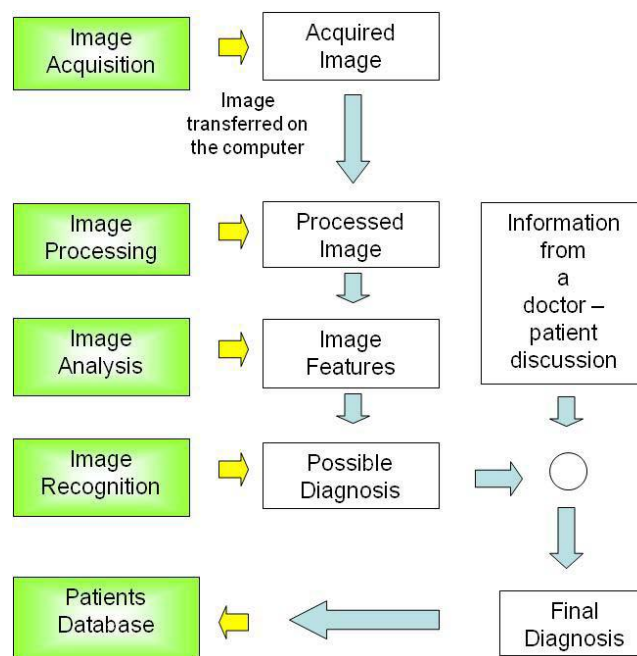 Image
Acquisition
Acquired
Image
Image
transferred on
the computer
Image
Processing
Processed
Image
Information
from
a
doctor –
patient
discussion
Image
Analysis
Image
Features
Image
Recognition
Possible
Diagnosis
Patients
Database
Final
Diagnosis